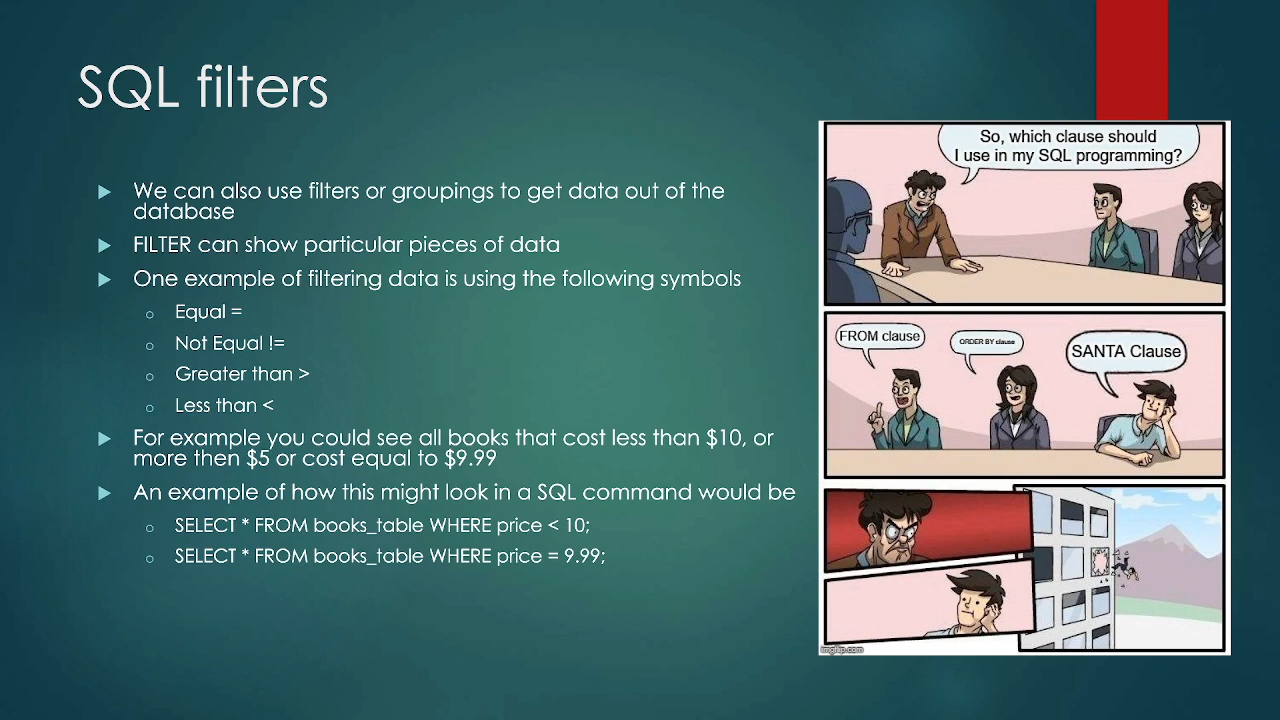 SQL filters
We can also use filters or groupings to get data out of the
database
FILTER can show particular pieces of data
One example of filtering data is using the following symbols
Equal =
Not Equal !=
Greater than >
Less than <
For example you could see all books that cost less than $10, or
more then $5 or cost equal to $9.99
An example of how this might look in a SQL command would be
SELECT * FROM books_table WHERE price < 10;
SELECT * FROM books_table WHERE price = 9.99;
So, which clause should
I use in my SQL programming?
FROM clause
ORDER BY clause
SANTA Clause
imgflip.com